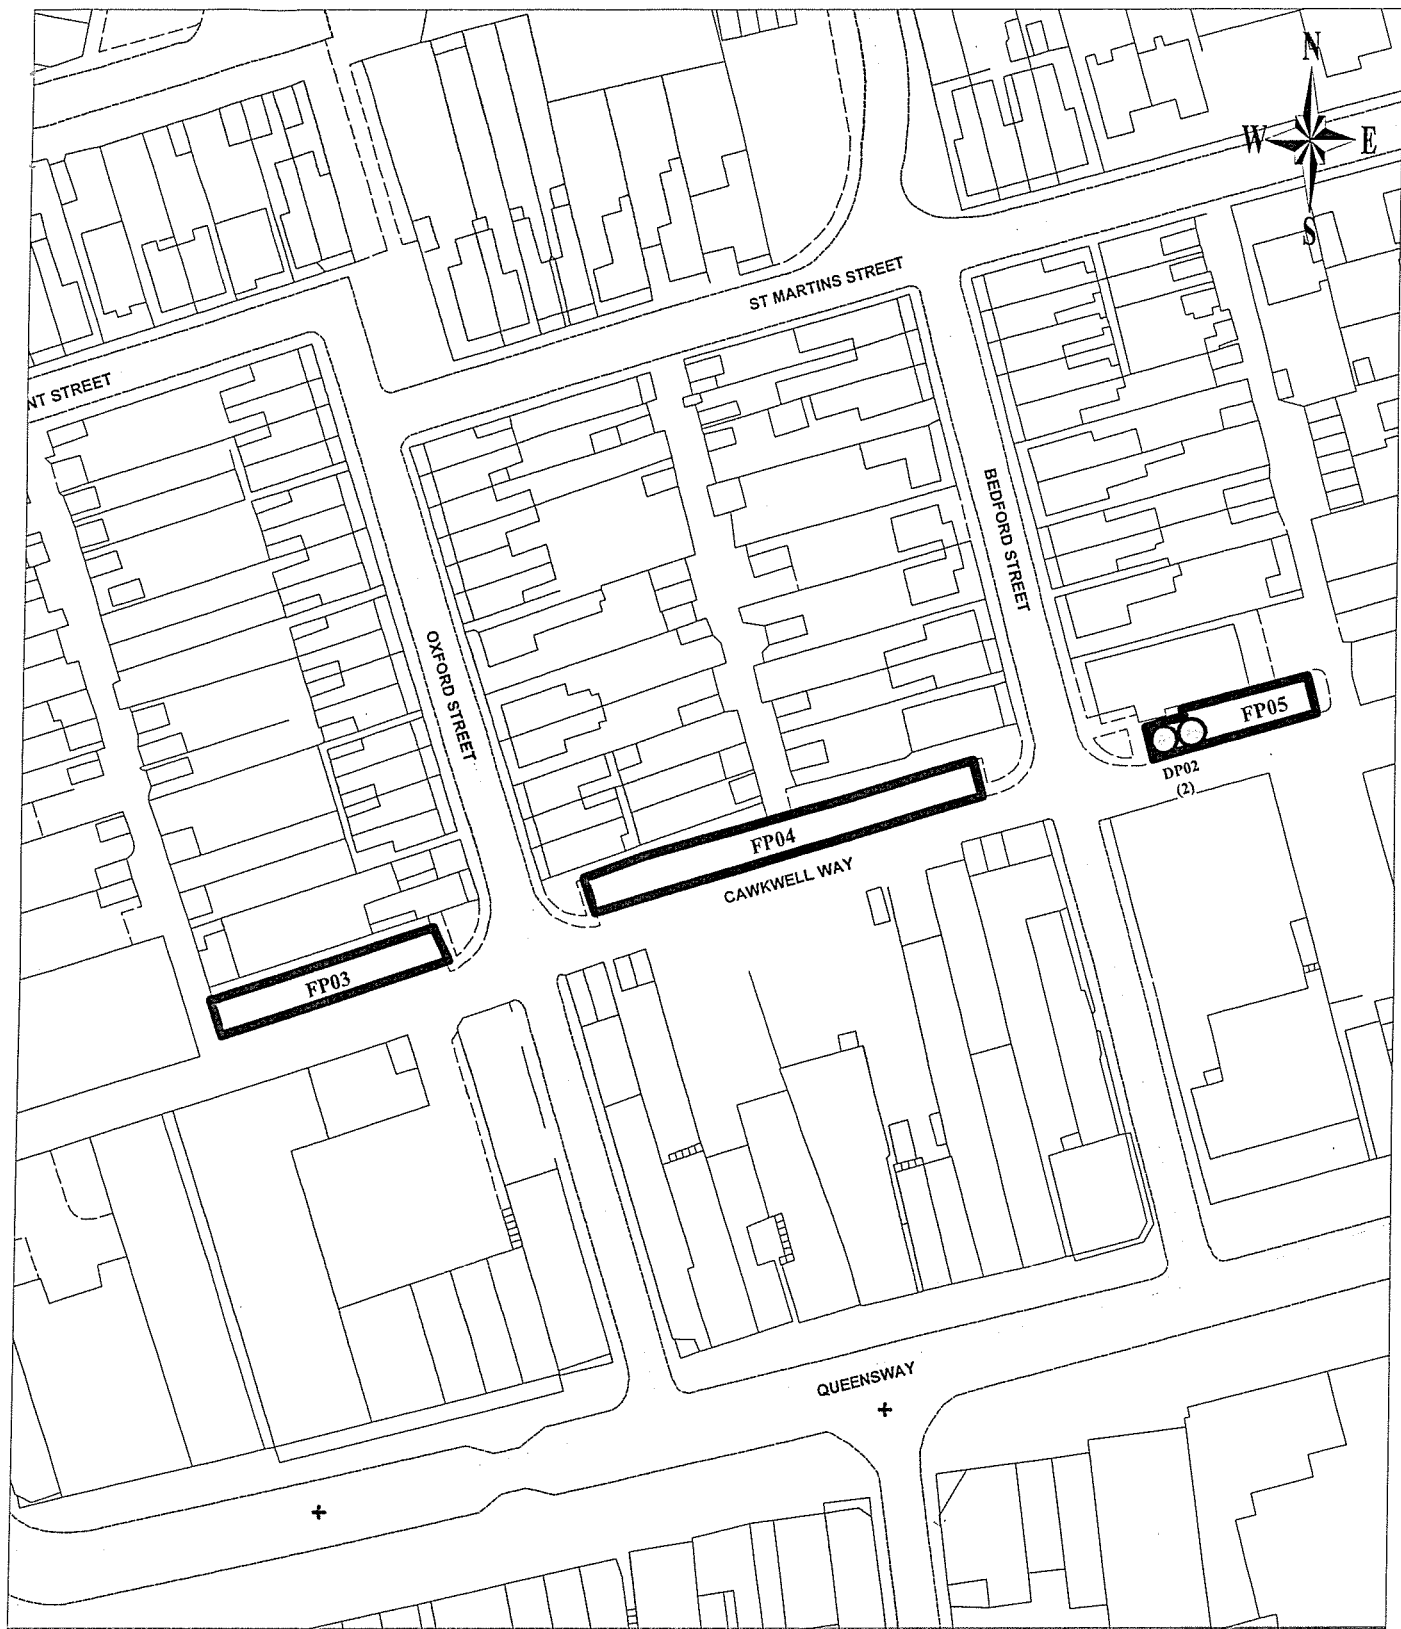 N
W E
S
ST MARTINS STREET
NT STREET
BEDFORD STREET
OXFORD STREET
FP05
DP02
(2)
FP04
CAWKWELL WAY
FP03
QUEENSWAY